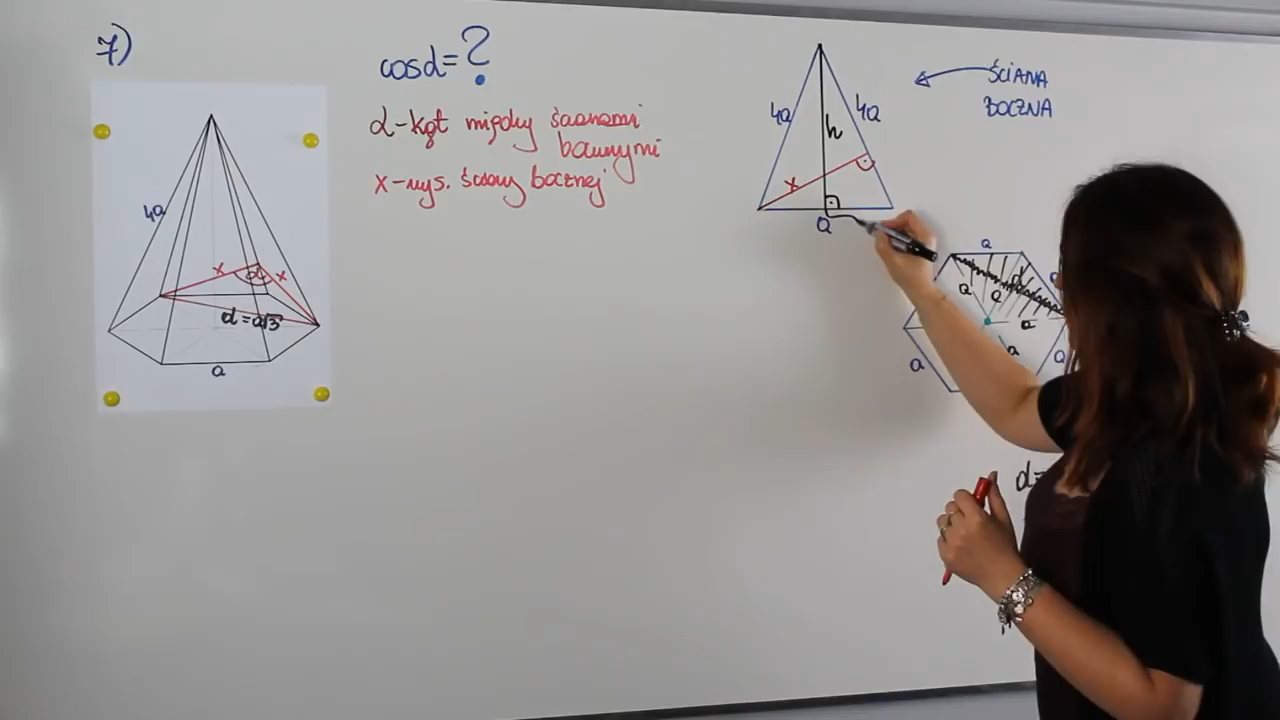 7)
cosα = ?
α-kąt między ścianami
bocznymi
x-wys. ściany bocznej
4a
x
α
x
d = a√3
a
4a
4a
h
x
a
ŚCIANA
BOCZNA
a
a
a
a
a
a
a
d=